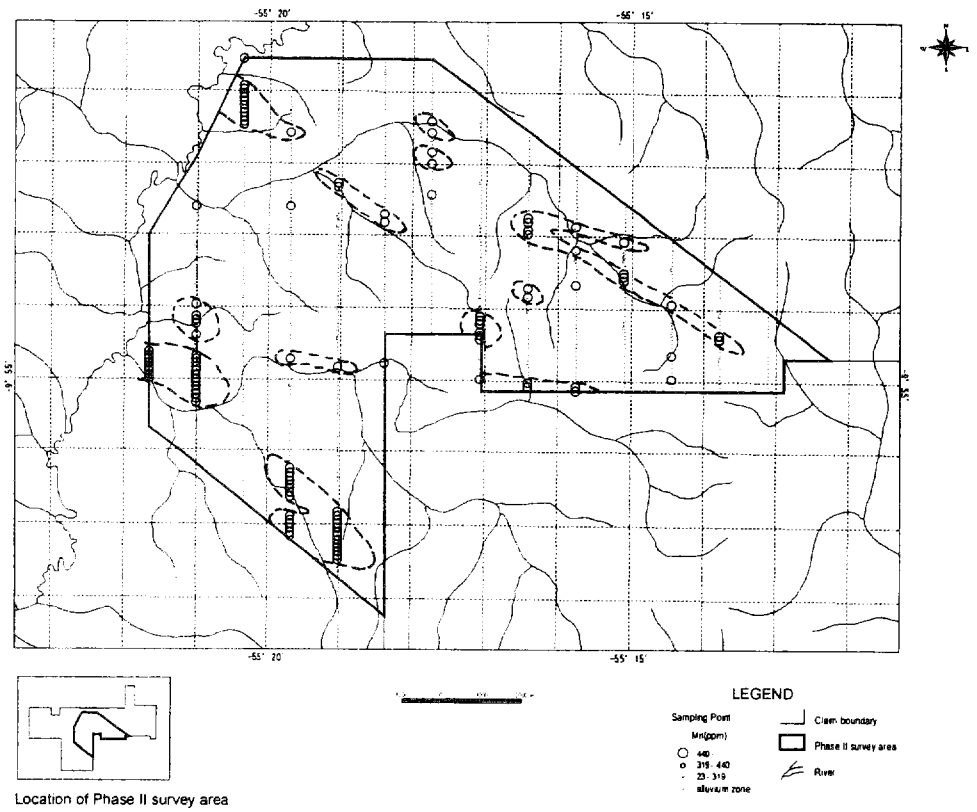 -55° 20'
-55° 15'
-9° 55'
-55° 20'
-55° 15'
LEGEND
Sampling Point
Mn(ppm)
440
319 - 440
23 - 319
alluvium zone
Claim boundary
Phase II survey area
River
Location of Phase II survey area